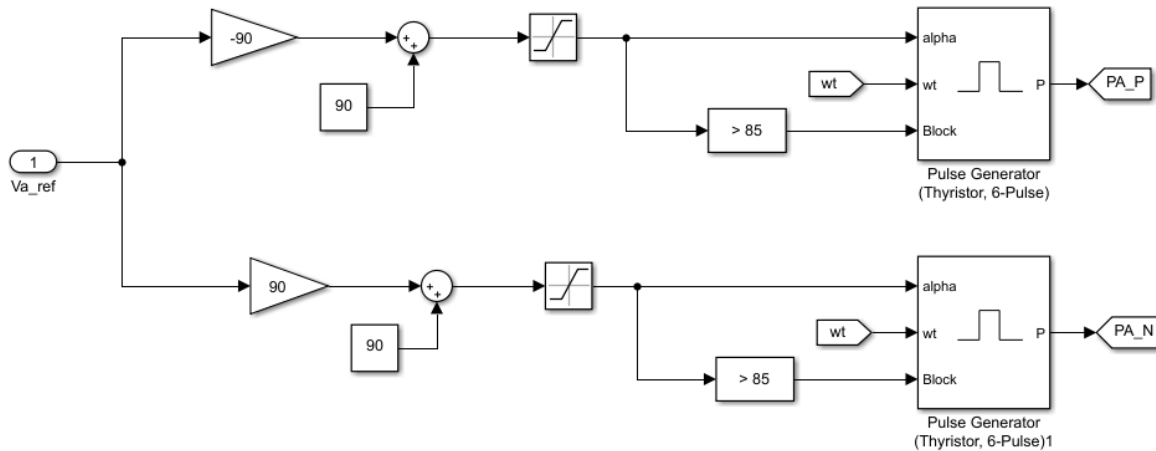 -90
90
> 85
1
Va_ref
alpha
wt
wt
P
PA_P
Block
Pulse Generator
(Thyristor, 6-Pulse)
90
90
> 85
alpha
wt
wt
P
PA_N
Block
Pulse Generator
(Thyristor, 6-Pulse)1